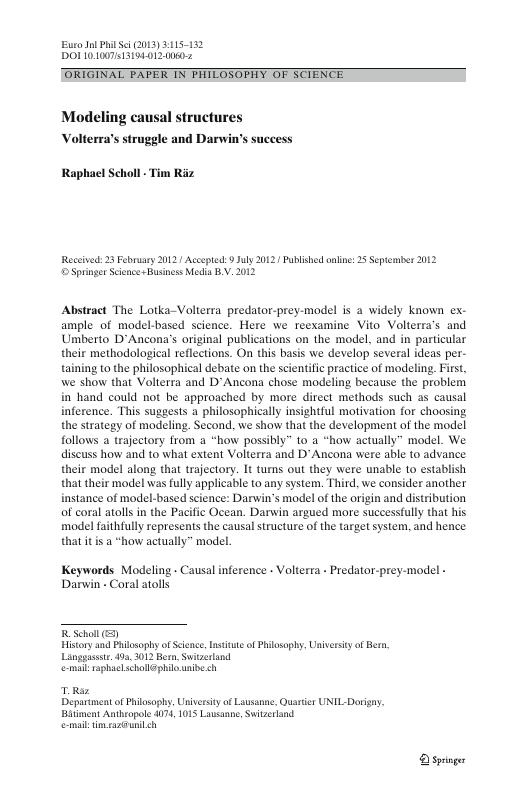 Euro Jnl Phil Sci (2013) 3:115–132
DOI 10.1007/s13194-012-0060-z
ORIGINAL PAPER IN PHILOSOPHY OF SCIENCE
Modeling causal structures
Volterra's struggle and Darwin's success
Raphael Scholl · Tim Räz
Received: 23 February 2012 / Accepted: 9 July 2012 / Published online: 25 September 2012
© Springer Science+Business Media B.V. 2012
Abstract The Lotka–Volterra predator-prey-model is a widely known ex-
ample of model-based science. Here we reexamine Vito Volterra's and
Umberto D'Ancona's original publications on the model, and in particular
their methodological reflections. On this basis we develop several ideas per-
taining to the philosophical debate on the scientific practice of modeling. First,
we show that Volterra and D'Ancona chose modeling because the problem
in hand could not be approached by more direct methods such as causal
inference. This suggests a philosophically insightful motivation for choosing
the strategy of modeling. Second, we show that the development of the model
follows a trajectory from a “how possibly” to a “how actually” model. We
discuss how and to what extent Volterra and D'Ancona were able to advance
their model along that trajectory. It turns out they were unable to establish
that their model was fully applicable to any system. Third, we consider another
instance of model-based science: Darwin's model of the origin and distribution
of coral atolls in the Pacific Ocean. Darwin argued more successfully that his
model faithfully represents the causal structure of the target system, and hence
that it is a “how actually” model.
Keywords Modeling · Causal inference · Volterra · Predator-prey-model ·
Darwin · Coral atolls
R. Scholl (✉)
History and Philosophy of Science, Institute of Philosophy, University of Bern,
Länggassstr. 49a, 3012 Bern, Switzerland
e-mail: raphael.scholl@philo.unibe.ch
T. Räz
Department of Philosophy, University of Lausanne, Quartier UNIL-Dorigny,
Bâtiment Anthropole 4074, 1015 Lausanne, Switzerland
e-mail: tim.raz@unil.ch
Springer